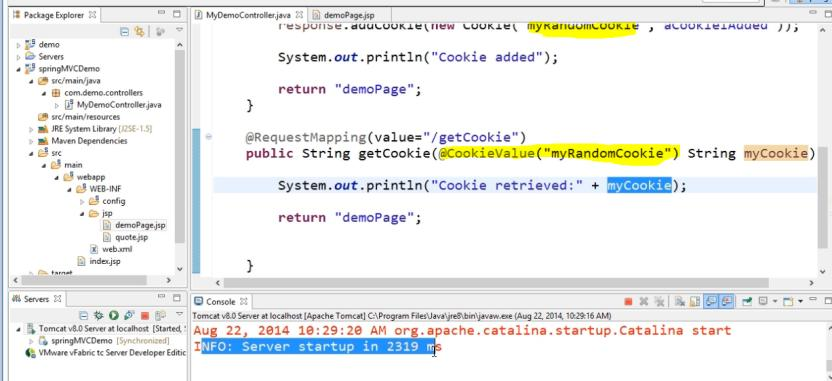 Package Explorer
demo
Servers
springMVCDemo
src/main/java
com.demo.controllers
MyDemoController.java
src/main/resources
JRE System Library [J2SE-1.5]
Maven Dependencies
src
main
webapp
WEB-INF
config
jsp
demoPage.jsp
quote.jsp
web.xml
index.jsp
target
MyDemoController.java
demoPage.jsp
response.addCookie(new Cookie("myRandomCookie", "aCookieIAdded"));
System.out.println("Cookie added");
return "demoPage";
}
@RequestMapping(value="/getCookie")
public String getCookie(@CookieValue("myRandomCookie") String myCookie)
System.out.println("Cookie retrieved:" + myCookie);
return "demoPage";
}
Servers
Tomcat v8.0 Server at localhost [Started,
springMVCDemo [Synchronized]
VMware vFabric tc Server Developer Editic
Console
Tomcat v8.0 Server at localhost [Apache Tomcat] C:\Program Files\Java\jre8\bin\javaw.exe (Aug 22, 2014 10:29:16 AM)
Aug 22, 2014 10:29:20 AM org.apache.catalina.startup.Catalina start
INFO: Server startup in 2319 ms